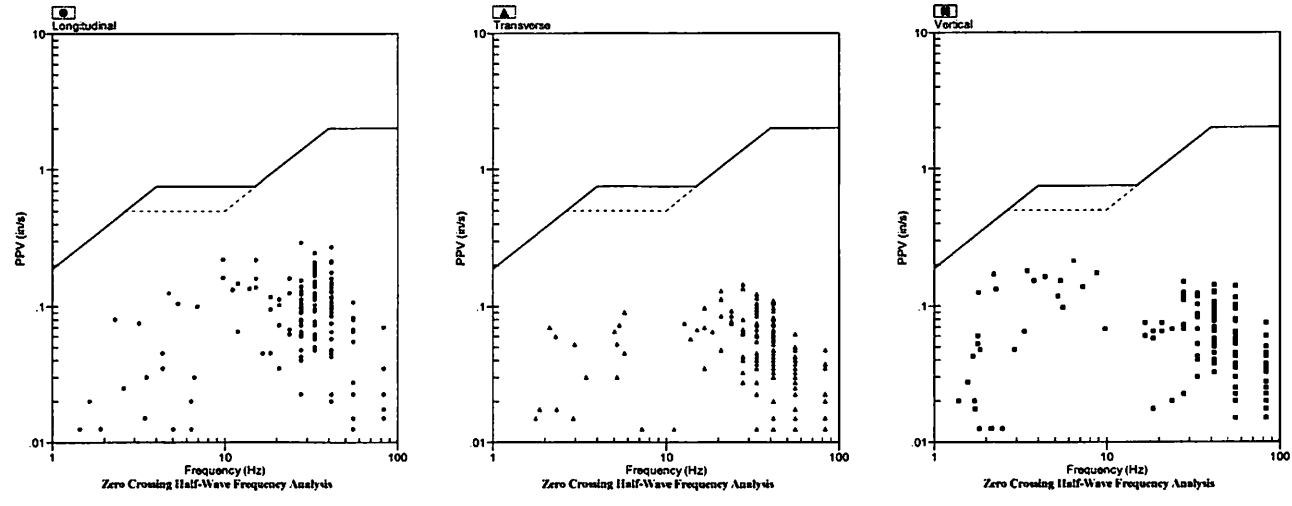 Longitudinal
10
1
.1
.01
PPV (in/s)
1
10
100
Frequency (Hz)
Zero Crossing Half-Wave Frequency Analysis
Transverse
10
1
.1
.01
PPV (in/s)
1
10
100
Frequency (Hz)
Zero Crossing Half-Wave Frequency Analysis
Vertical
10
1
.1
.01
PPV (in/s)
1
10
100
Frequency (Hz)
Zero Crossing Half-Wave Frequency Analysis